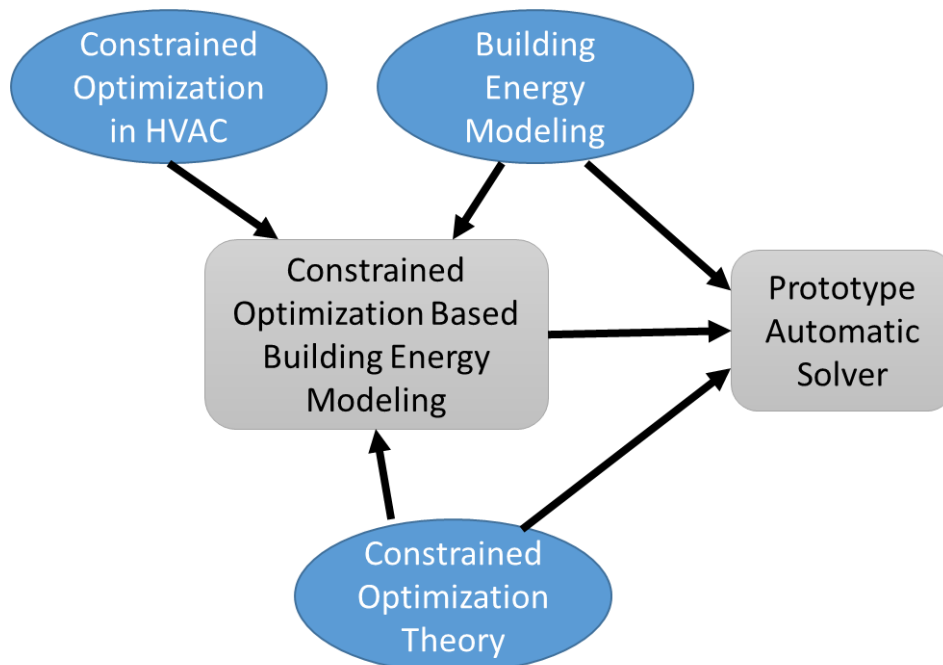 Constrained
Optimization
in HVAC
Building
Energy
Modeling
Constrained
Optimization Based
Building Energy
Modeling
Prototype
Automatic
Solver
Constrained
Optimization
Theory